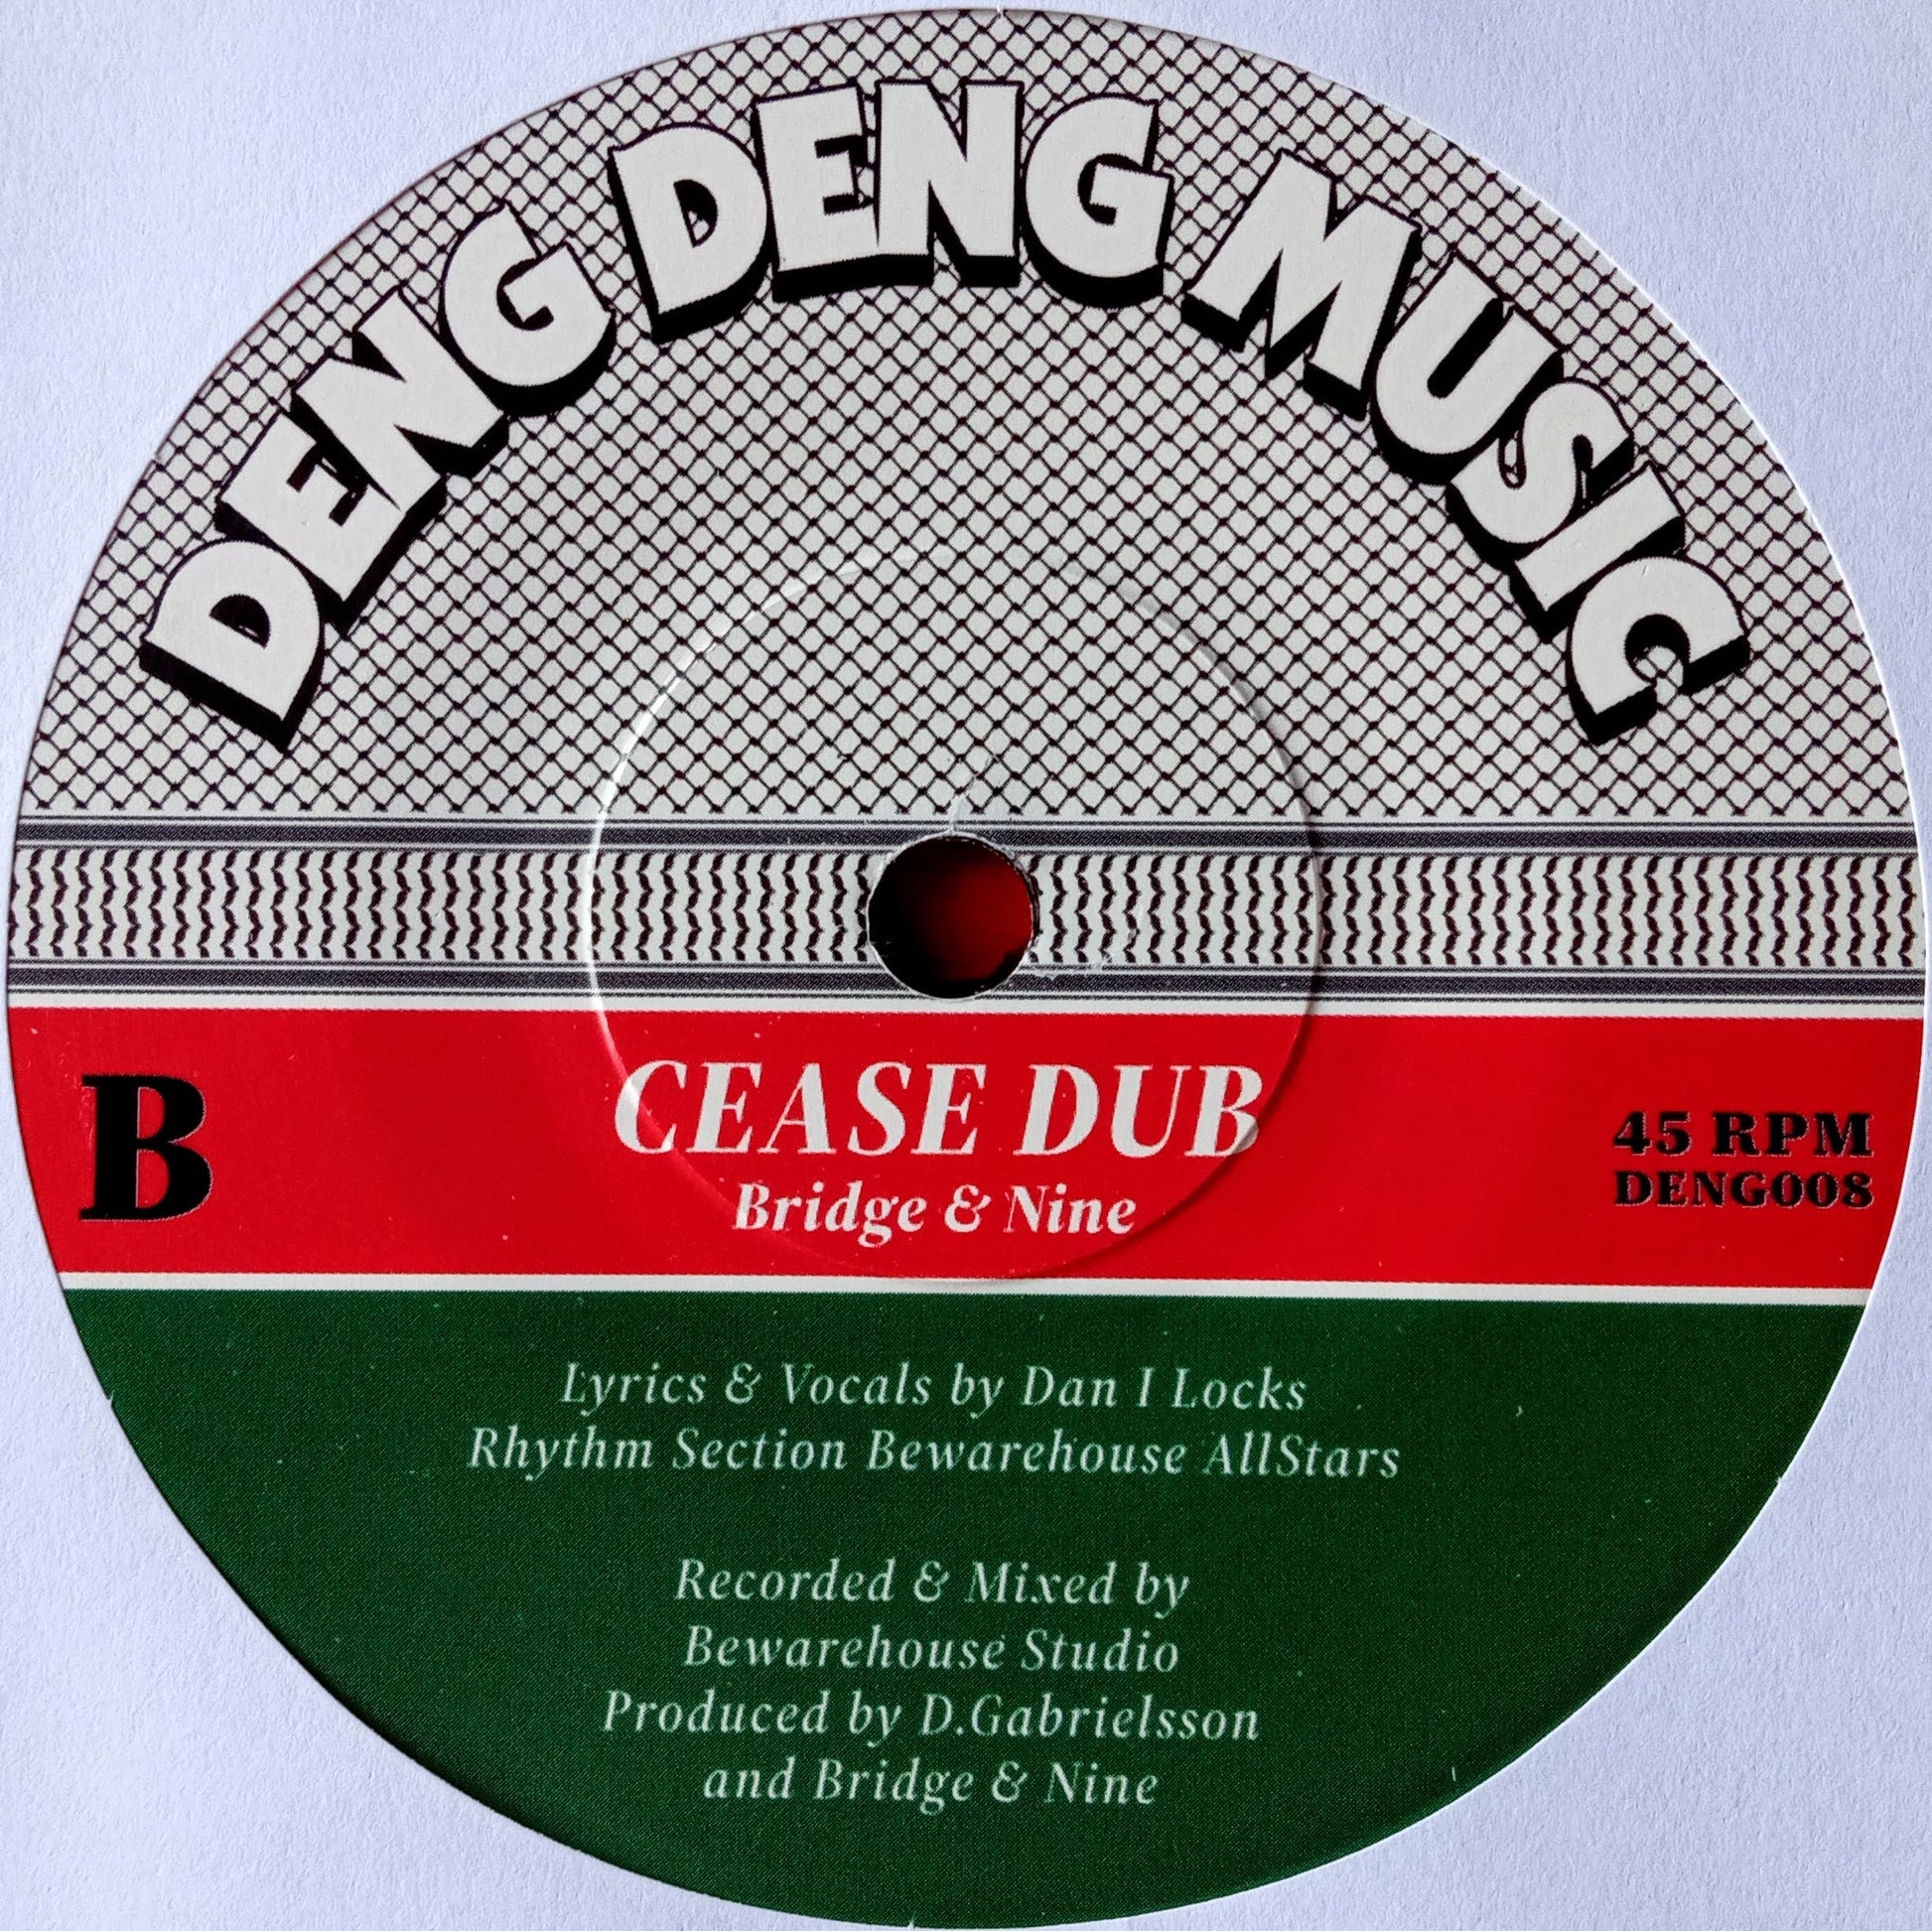 DENG DENG MUSIC
B
CEASE DUB
Bridge & Nine
45 RPM
DENG008
Lyrics & Vocals by Dan I Locks
Rhythm Section Bewarehouse AllStars
Recorded & Mixed by
Bewarehouse Studio
Produced by D.Gabrielsson
and Bridge & Nine